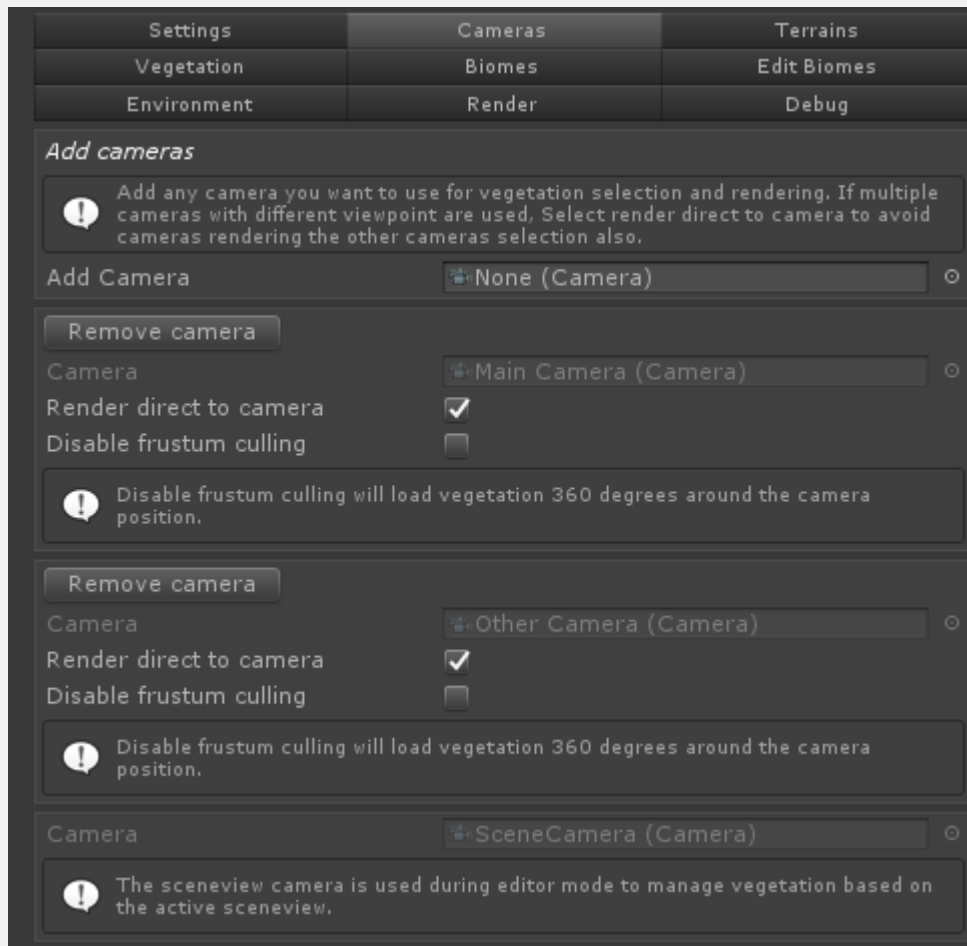 Settings Cameras Terrains
Vegetation Biomes Edit Biomes
Environment Render Debug
Add cameras
Add any camera you want to use for vegetation selection and rendering. If multiple
cameras with different viewpoint are used, Select render direct to camera to avoid
cameras rendering the other cameras selection also.
Add Camera None (Camera)
Remove camera
Camera Main Camera (Camera)
Render direct to camera
Disable frustum culling
Disable frustum culling will load vegetation 360 degrees around the camera
position.
Remove camera
Camera Other Camera (Camera)
Render direct to camera
Disable frustum culling
Disable frustum culling will load vegetation 360 degrees around the camera
position.
Camera SceneCamera (Camera)
The sceneview camera is used during editor mode to manage vegetation based on
the active sceneview.